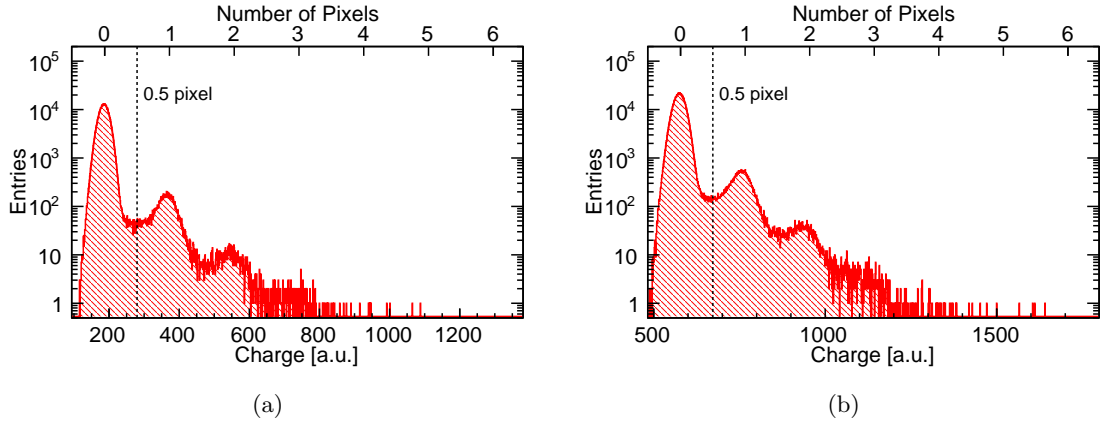 Number of Pixels
0 1 2 3 4 5 6
Entries
10^5
10^4
10^3
10^2
10
1
0.5 pixel
200 400 600 800 1000 1200
Charge [a.u.]
(a)
Number of Pixels
0 1 2 3 4 5 6
Entries
10^5
10^4
10^3
10^2
10
1
0.5 pixel
500 1000 1500
Charge [a.u.]
(b)